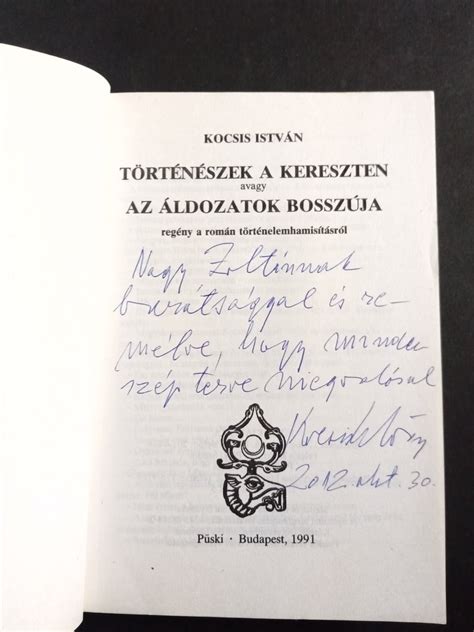 KOCSIS ISTVÁN
TÖRTÉNÉSZEK A KERESZTEN
avagy
AZ ÁLDOZATOK BOSSZÚJA
regény a román történelemhamisításról
Nagy Zoltánnak
barátsággal és re-
mélve, hogy minden
szép terve megvalósul
Kocsis István
2012. okt. 30.
Püski · Budapest, 1991